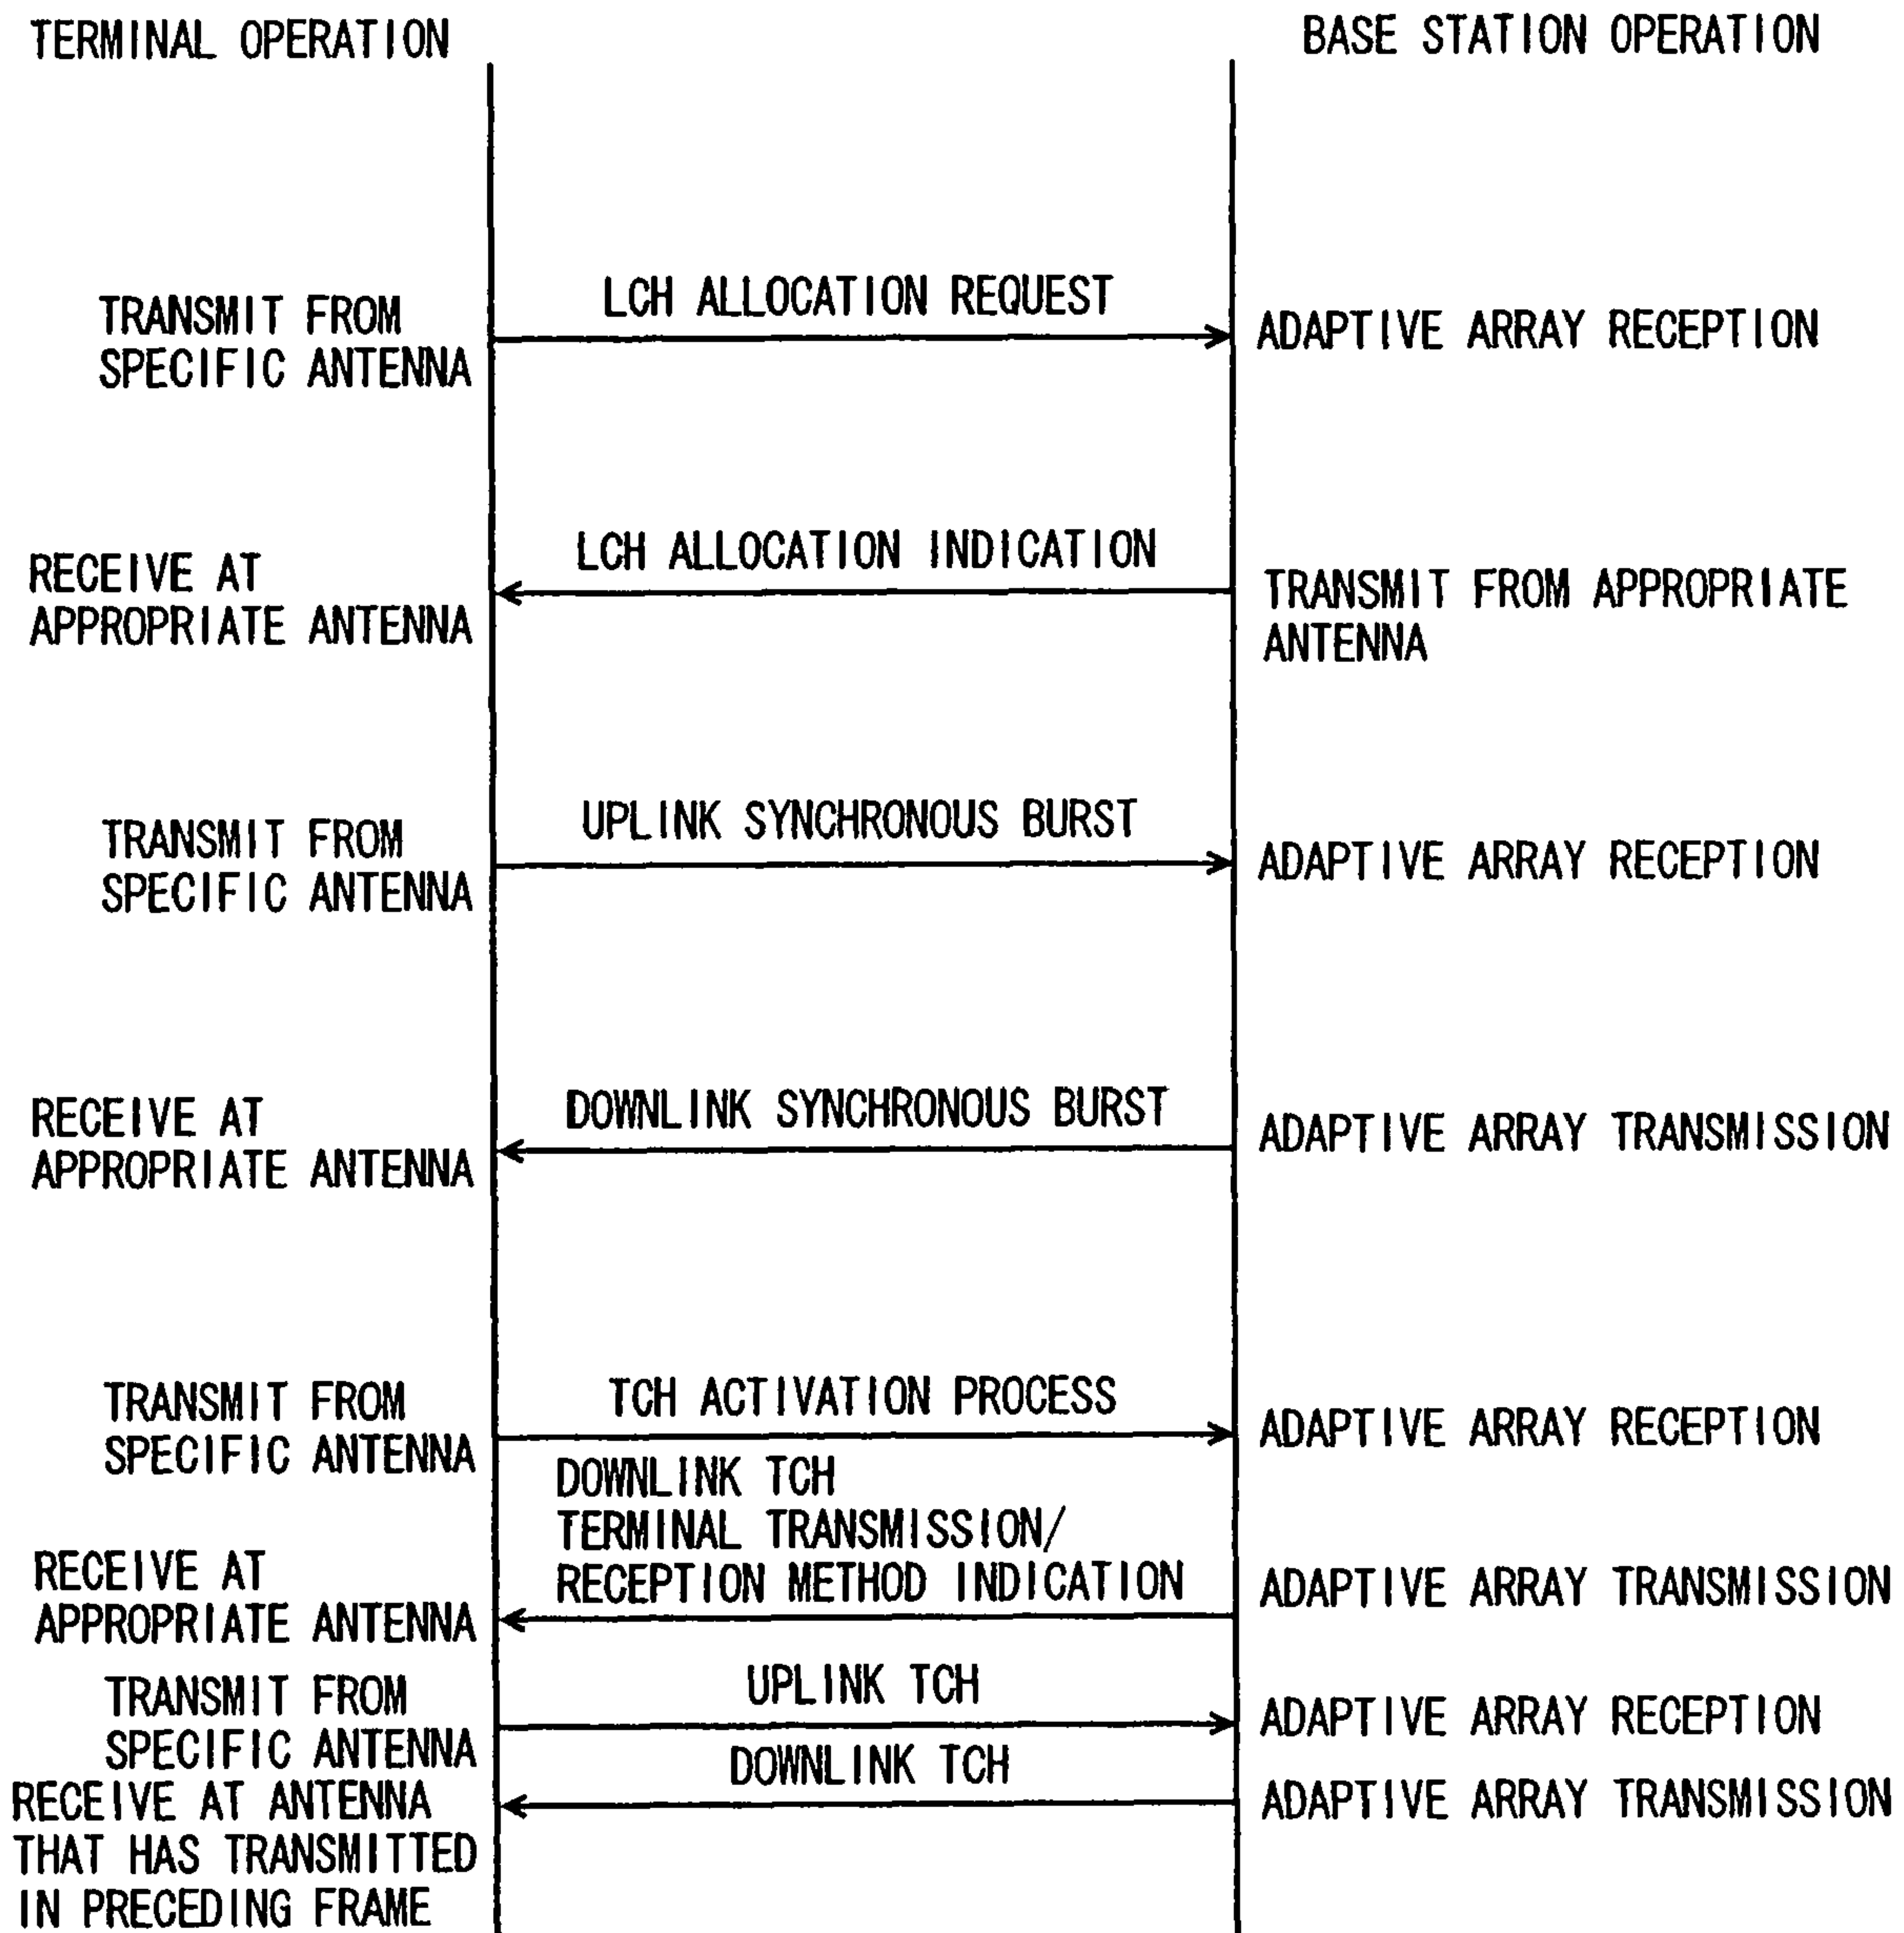 TERMINAL OPERATION
BASE STATION OPERATION
TRANSMIT FROM
SPECIFIC ANTENNA
LCH ALLOCATION REQUEST
ADAPTIVE ARRAY RECEPTION
RECEIVE AT
APPROPRIATE ANTENNA
LCH ALLOCATION INDICATION
TRANSMIT FROM APPROPRIATE
ANTENNA
TRANSMIT FROM
SPECIFIC ANTENNA
UPLINK SYNCHRONOUS BURST
ADAPTIVE ARRAY RECEPTION
RECEIVE AT
APPROPRIATE ANTENNA
DOWNLINK SYNCHRONOUS BURST
ADAPTIVE ARRAY TRANSMISSION
TRANSMIT FROM
SPECIFIC ANTENNA
TCH ACTIVATION PROCESS
ADAPTIVE ARRAY RECEPTION
RECEIVE AT
APPROPRIATE ANTENNA
DOWNLINK TCH
TERMINAL TRANSMISSION/
RECEPTION METHOD INDICATION
ADAPTIVE ARRAY TRANSMISSION
TRANSMIT FROM
SPECIFIC ANTENNA
UPLINK TCH
ADAPTIVE ARRAY RECEPTION
RECEIVE AT ANTENNA
THAT HAS TRANSMITTED
IN PRECEDING FRAME
DOWNLINK TCH
ADAPTIVE ARRAY TRANSMISSION